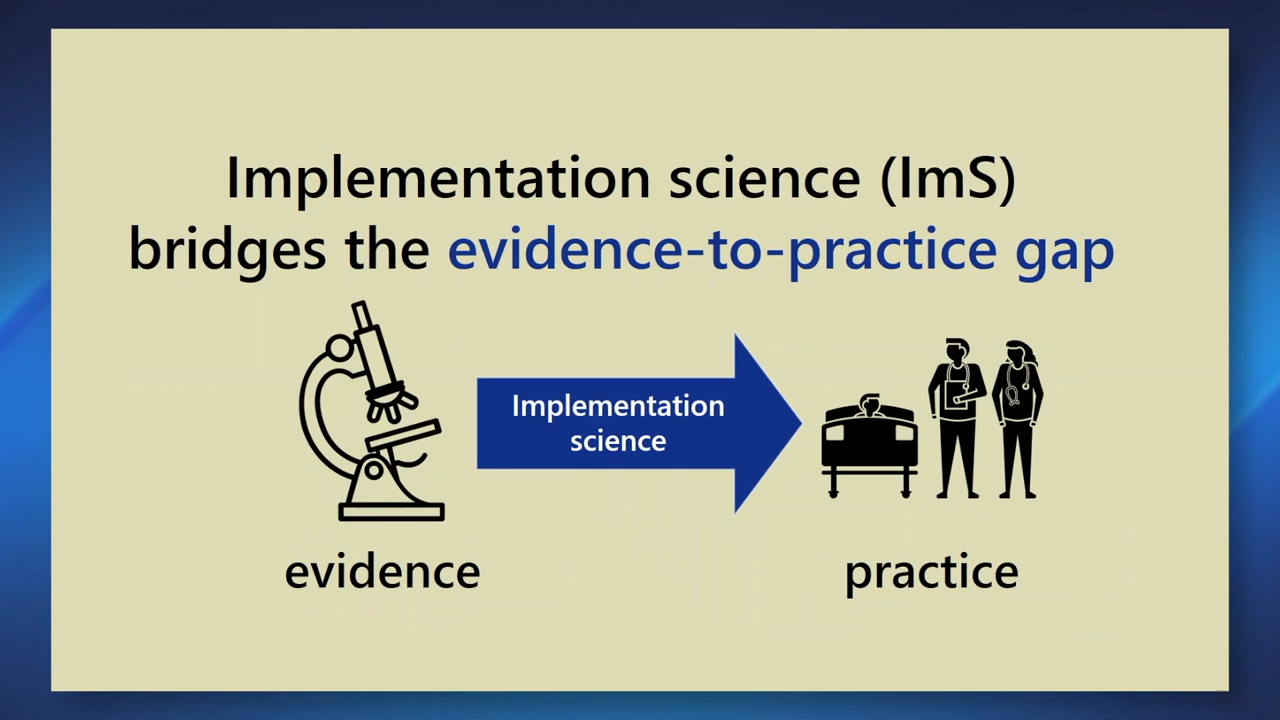 Implementation science (ImS)
bridges the evidence-to-practice gap
Implementation
science
evidence
practice